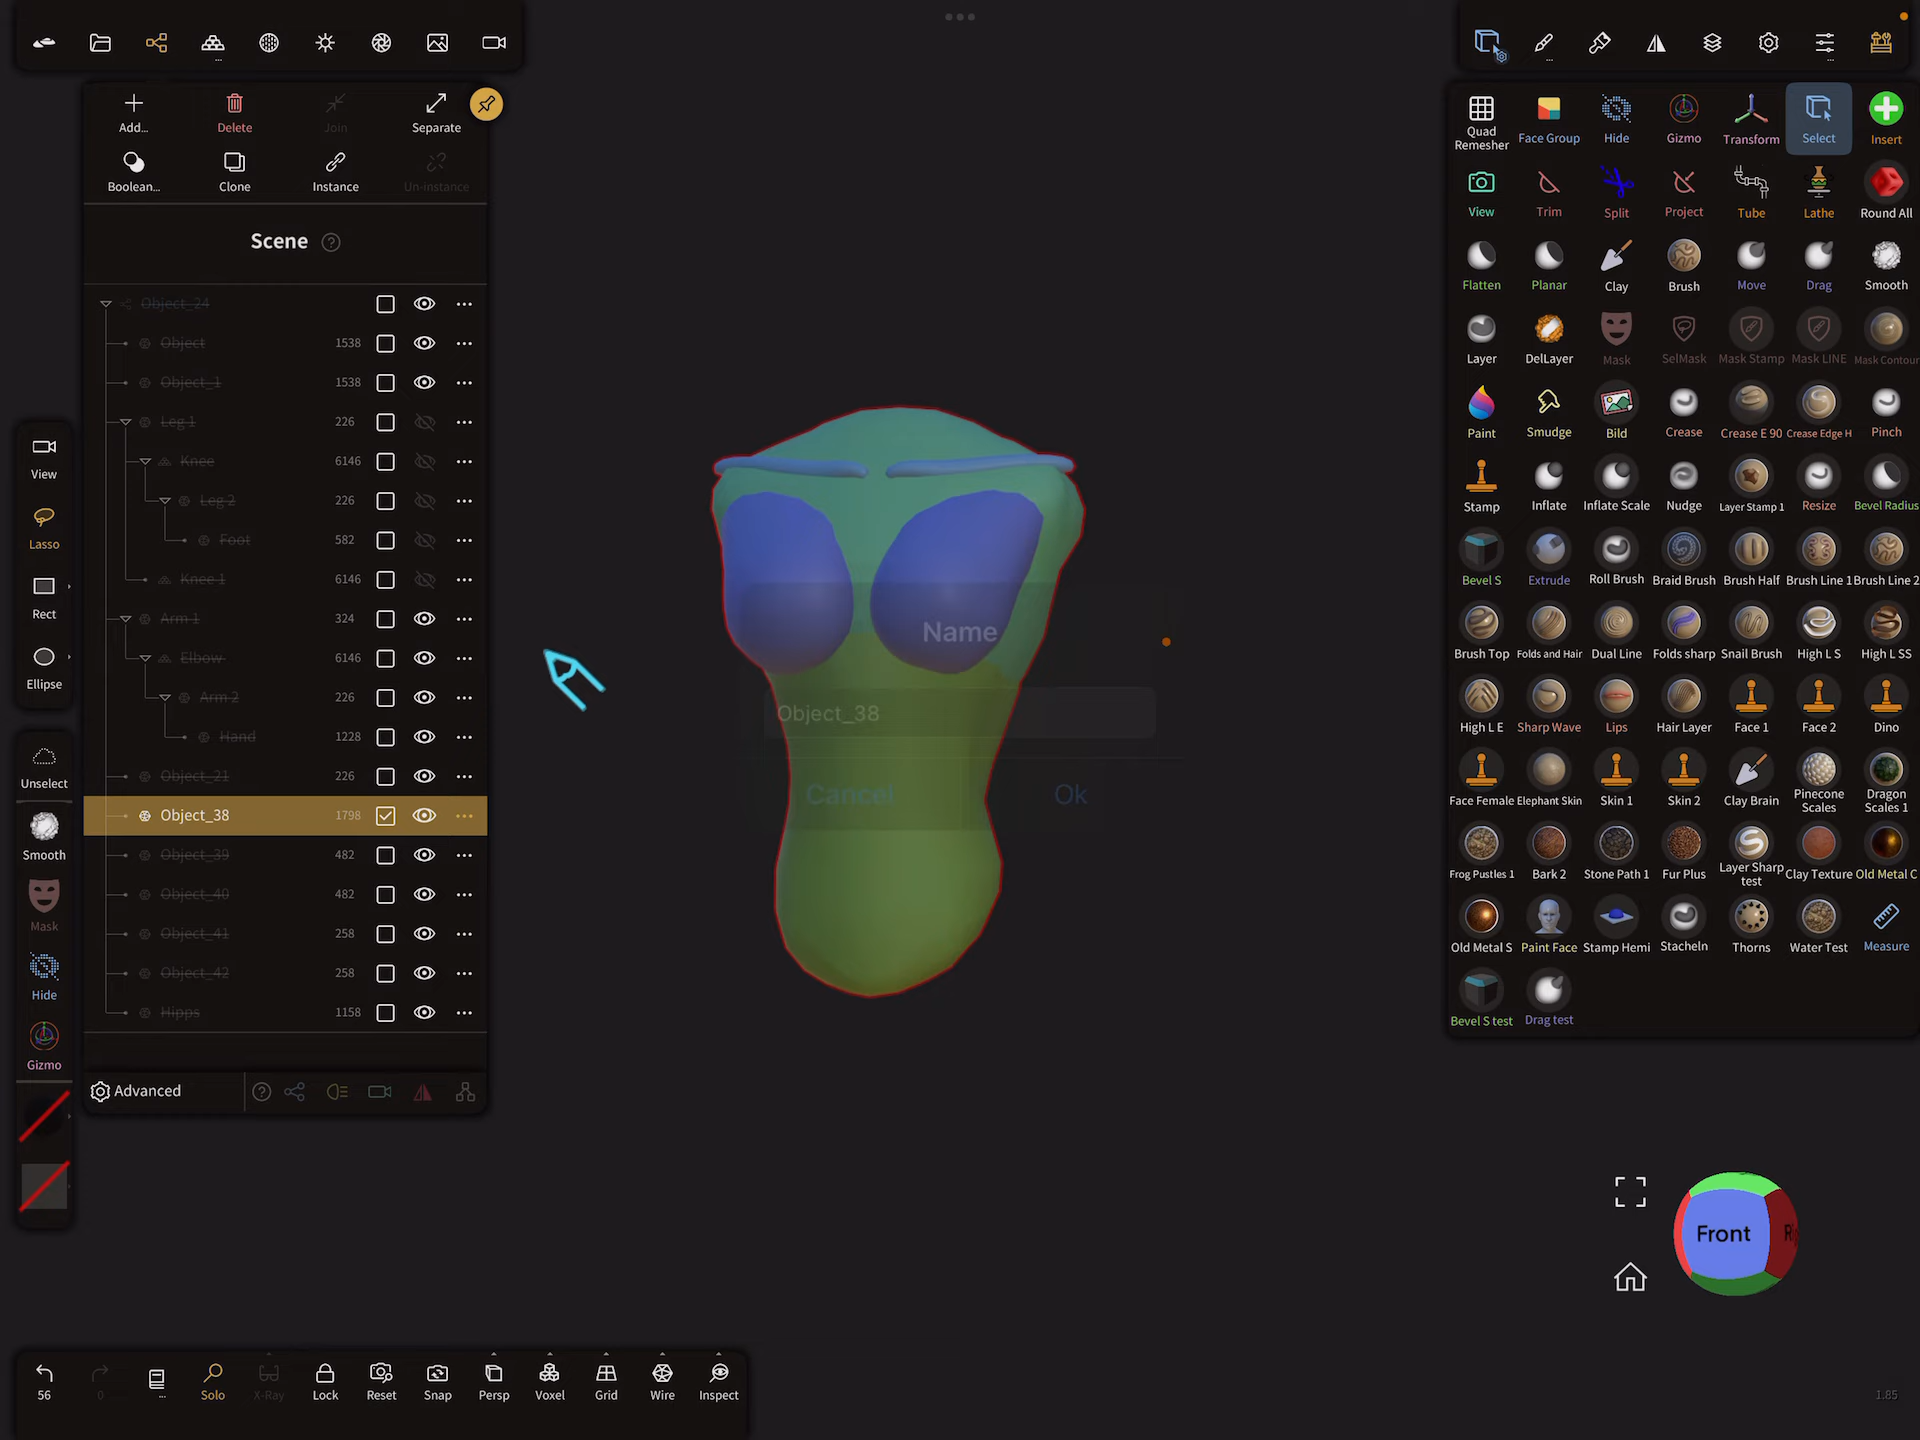 Add...
Delete
Join
Separate
Boolean...
Clone
Instance
Un-instance
Scene
Object_24
Object 1538
Object_1 1538
Leg 1 226
Knee 6146
Leg 2 226
Foot 582
Knee 1 6146
Arm 1 324
Elbow 6146
Arm 2 226
Hand 1228
Object_21 226
Object_38 1798
Object_39 482
Object_40 482
Object_41 258
Object_42 258
Hipps 1158
Advanced
View
Lasso
Rect
Ellipse
Unselect
Smooth
Mask
Hide
Gizmo
Name
Object_38
Cancel
Ok
Quad Remesher
Face Group
Hide
Gizmo
Transform
Select
Insert
View
Trim
Split
Project
Tube
Lathe
Round All
Flatten
Planar
Clay
Brush
Move
Drag
Smooth
Layer
DelLayer
Mask
SelMask
Mask Stamp
Mask LINE
Mask Contour
Paint
Smudge
Bild
Crease
Crease E 90
Crease Edge H
Pinch
Stamp
Inflate
Inflate Scale
Nudge
Layer Stamp 1
Resize
Bevel Radius
Bevel S
Extrude
Roll Brush
Braid Brush
Brush Half
Brush Line 1
Brush Line 2
Brush Top
Folds and Hair
Dual Line
Folds sharp
Snail Brush
High L S
High L SS
High L E
Sharp Wave
Lips
Hair Layer
Face 1
Face 2
Dino
Face Female
Elephant Skin
Skin 1
Skin 2
Clay Brain
Pinecone Scales
Dragon Scales 1
Frog Pustles 1
Bark 2
Stone Path 1
Fur Plus
Layer Sharp test
Clay Texture
Old Metal C
Old Metal S
Paint Face
Stamp Hemi
Stacheln
Thorns
Water Test
Measure
Bevel S test
Drag test
Front
56
0
Solo
X-Ray
Lock
Reset
Snap
Persp
Voxel
Grid
Wire
Inspect
1.85